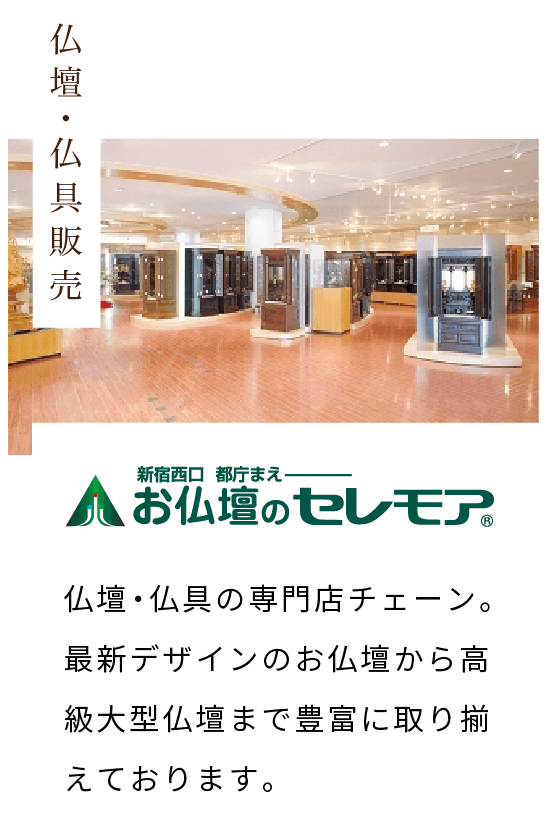 仏壇・仏具販売
新宿西口 都庁まえ
お仏壇のセレモア®
仏壇・仏具の専門店チェーン。
最新デザインのお仏壇から高
級大型仏壇まで豊富に取り揃
えております。